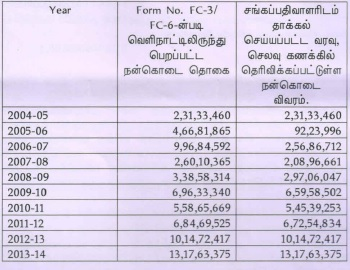 Year
Form No. FC-3/
FC-6-ன்படி
வெளிநாட்டிலிருந்து
பெறப்பட்ட
நன்கொடை தொகை
சங்கப்பதிவாளரிடம்
தாக்கல்
செய்யப்பட்ட வரவு,
செலவு கணக்கில்
தெரிவிக்கப்பட்டுள்ள
நன்கொடை
விவரம்.
2004-05 2,31,33,460 2,31,33,460
2005-06 4,66,81,865 92,23,996
2006-07 9,96,84,592 2,56,86,712
2007-08 2,60,10,365 2,08,96,661
2008-09 3,38,58,314 2,97,06,047
2009-10 6,96,33,340 6,59,58,502
2010-11 5,58,65,669 5,45,39,253
2011-12 6,84,69,525 6,72,54,834
2012-13 10,14,72,417 10,14,72,417
2013-14 13,17,63,375 13,17,63,375